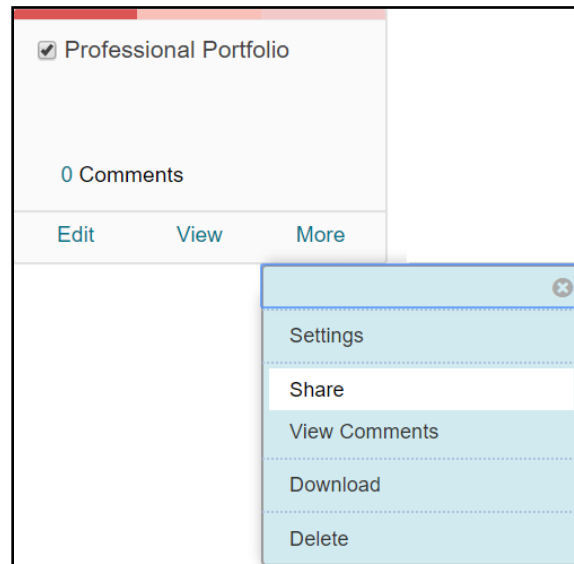 Professional Portfolio
0 Comments
Edit View More
Settings
Share
View Comments
Download
Delete